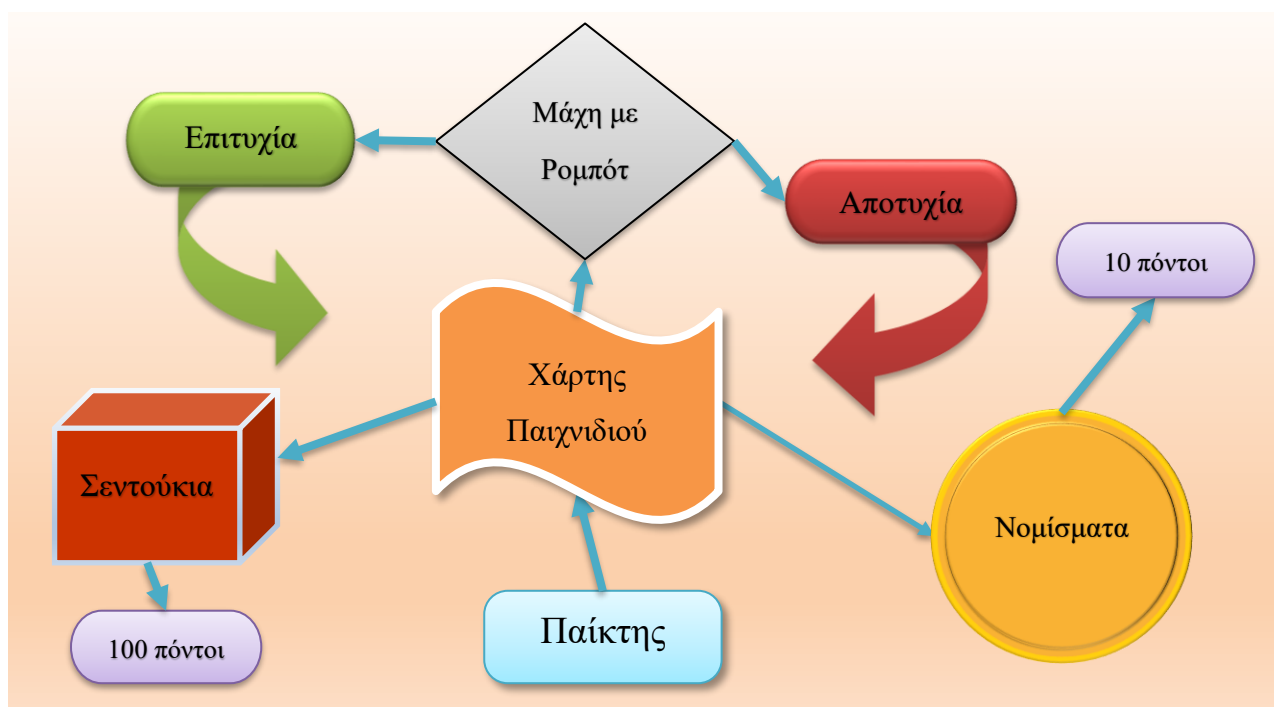 Μάχη με
Ρομπότ
Επιτυχία
Αποτυχία
10 πόντοι
Χάρτης
Παιχνιδιού
Σεντούκια
Νομίσματα
100 πόντοι
Παίκτης